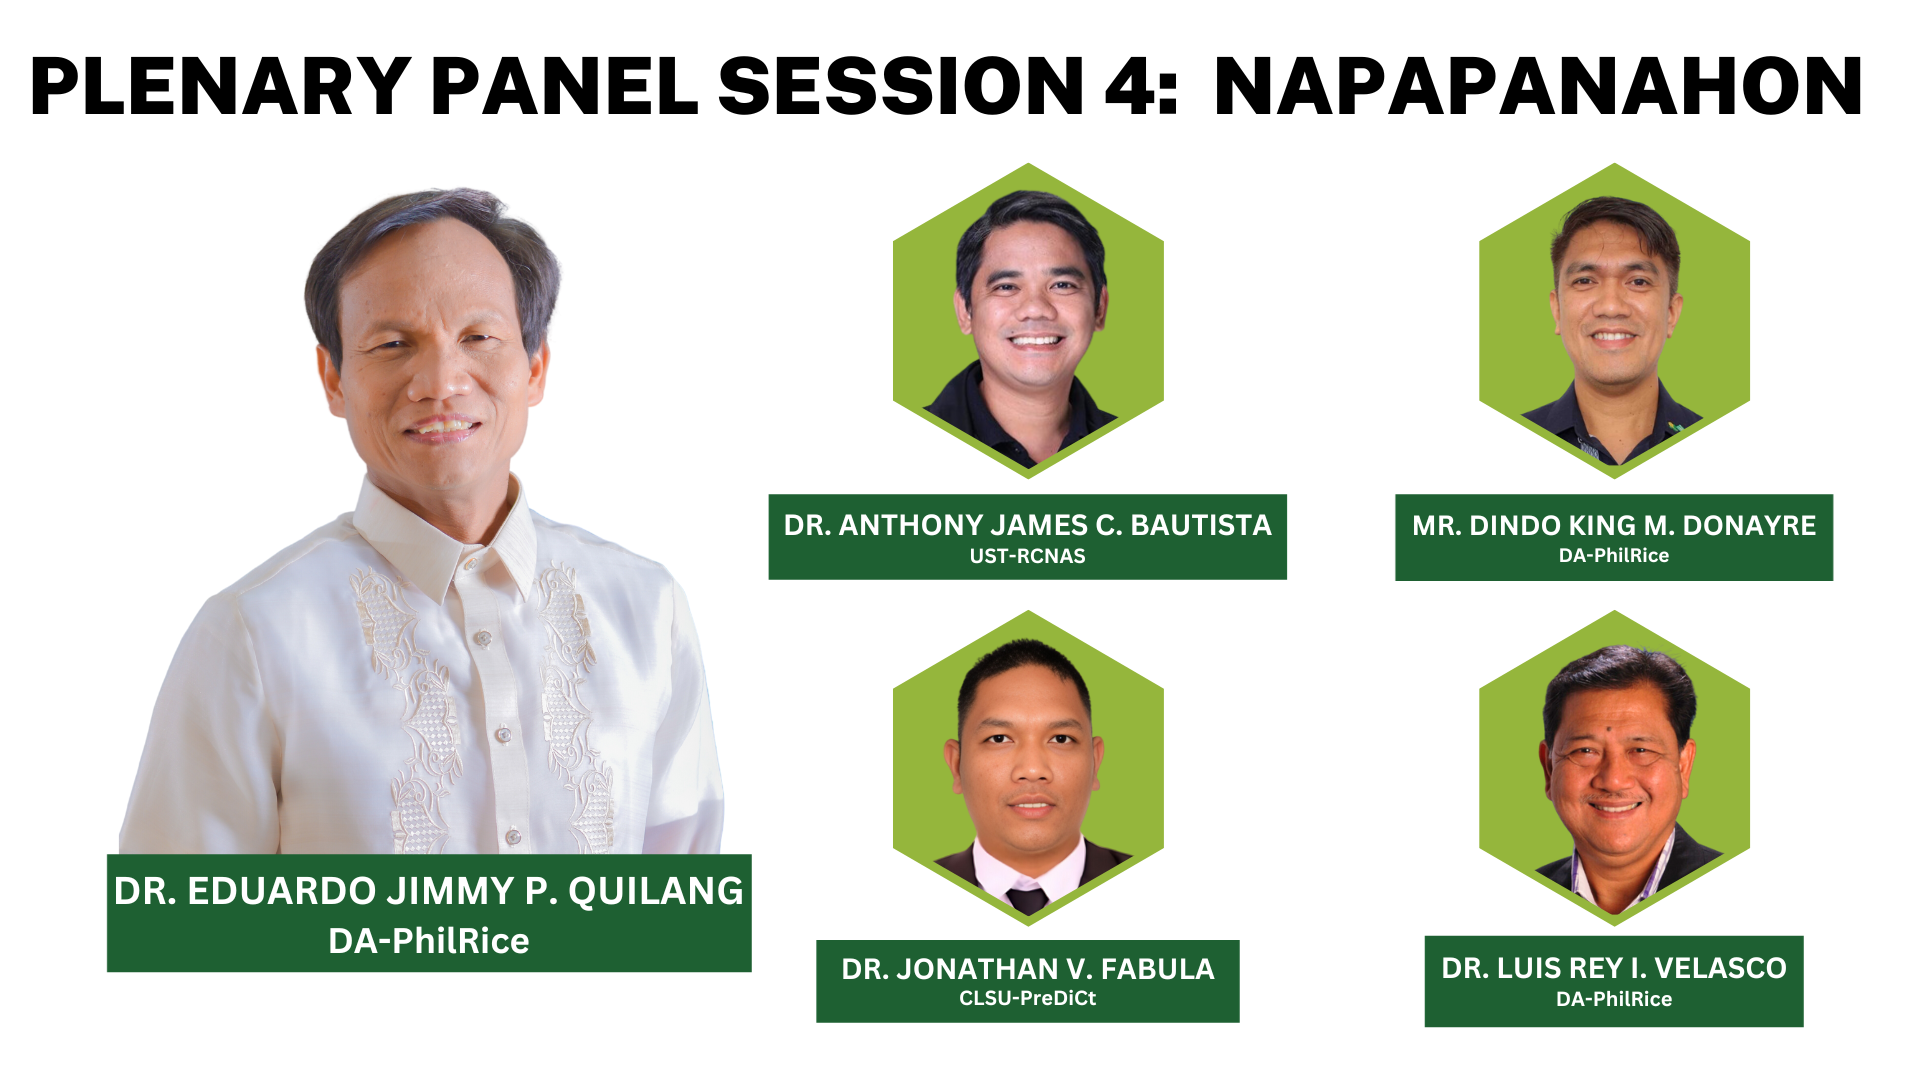 PLENARY PANEL SESSION 4: NAPAPANAHON
DR. EDUARDO JIMMY P. QUILANG
DA-PhilRice
DR. ANTHONY JAMES C. BAUTISTA
UST-RCNAS
MR. DINDO KING M. DONAYRE
DA-PhilRice
DR. JONATHAN V. FABULA
CLSU-PreDiCt
DR. LUIS REY I. VELASCO
DA-PhilRice